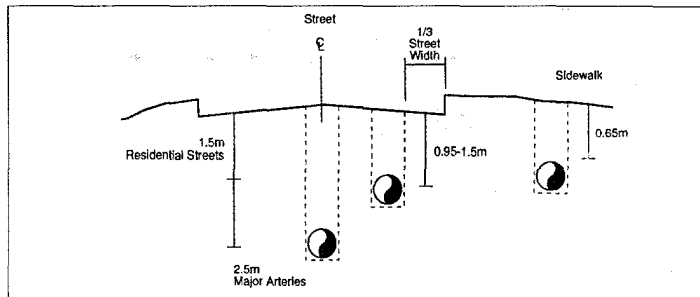 Street
℄
1/3
Street
Width
Sidewalk
1.5m
Residential Streets
0.95-1.5m
0.65m
2.5m
Major Arteries